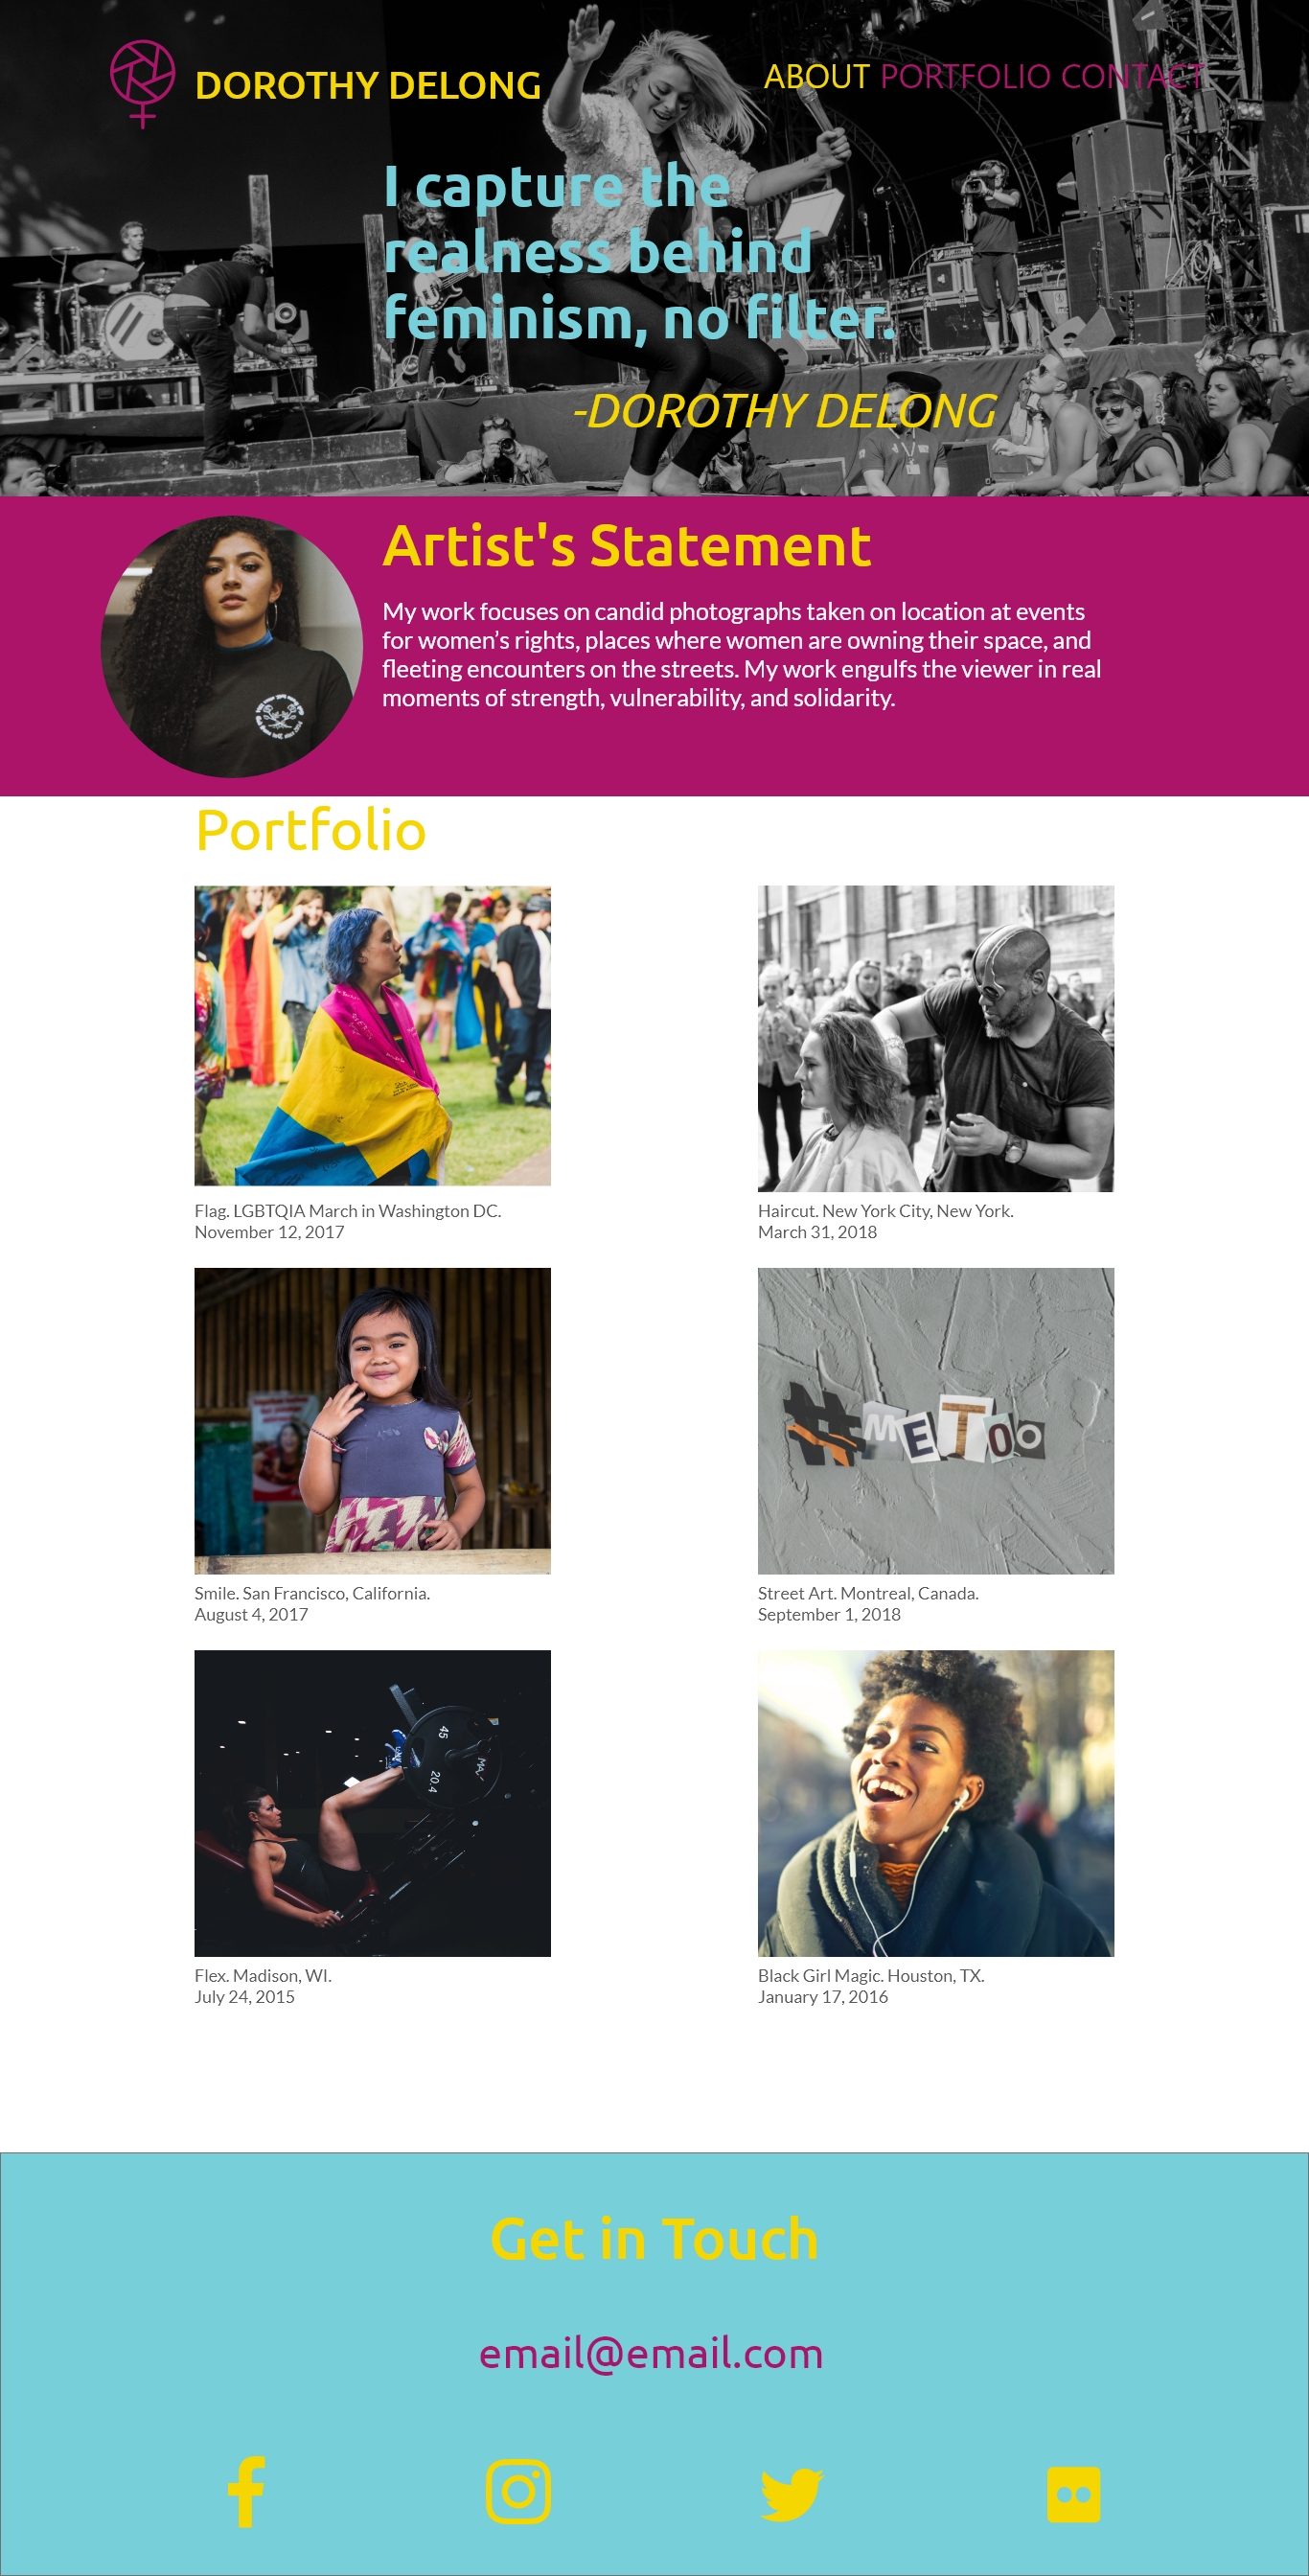 DOROTHY DELONG
ABOUT PORTFOLIO CONTACT
I capture the
realness behind
feminism, no filter.
-DOROTHY DELONG
Artist's Statement
My work focuses on candid photographs taken on location at events
for women’s rights, places where women are owning their space, and
fleeting encounters on the streets. My work engulfs the viewer in real
moments of strength, vulnerability, and solidarity.
Portfolio
Flag. LGBTQIA March in Washington DC.
November 12, 2017
Haircut. New York City, New York.
March 31, 2018
#METOO
Smile. San Francisco, California.
August 4, 2017
Street Art. Montreal, Canada.
September 1, 2018
45
20.4
Flex. Madison, WI.
July 24, 2015
Black Girl Magic. Houston, TX.
January 17, 2016
Get in Touch
email@email.com